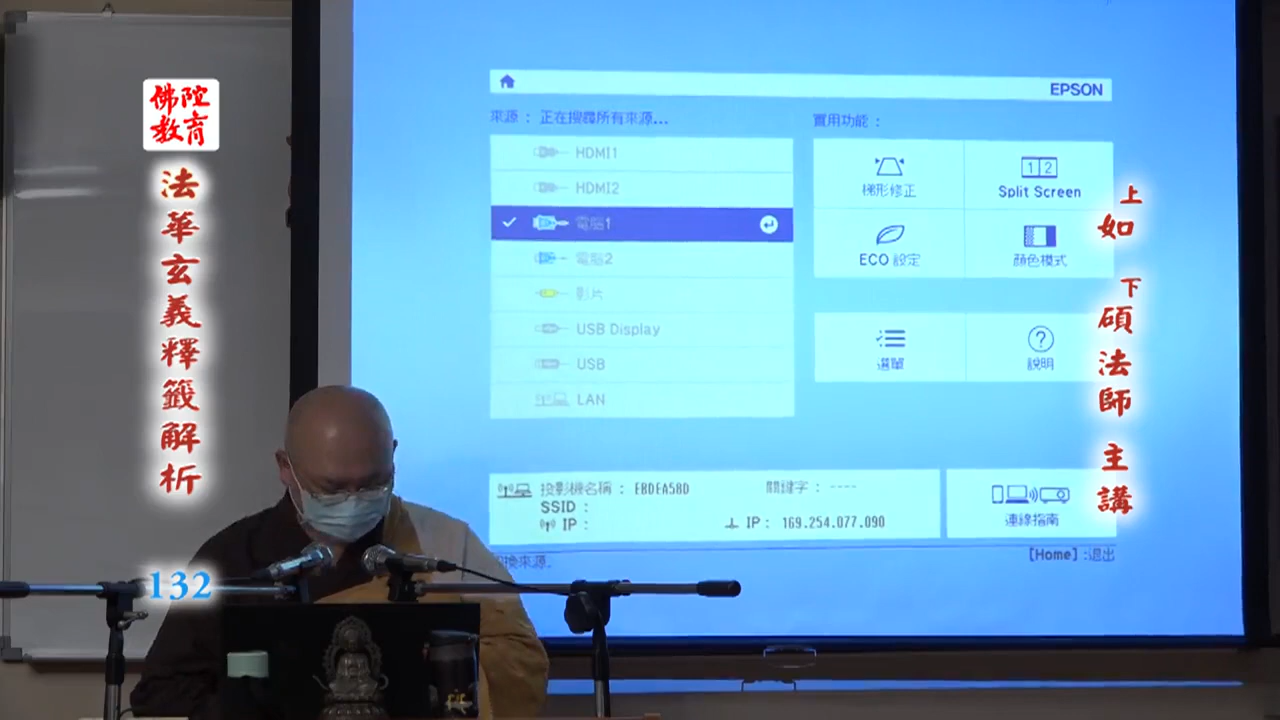 佛陀
教育
法華玄義釋籤解析
132
EPSON
來源：正在搜尋所有來源...
HDMI1
HDMI2
電腦1
電腦2
影片
USB Display
USB
LAN
實用功能：
梯形修正
Split Screen
ECO 設定
顏色模式
選單
說明
投影機名稱：EBDEA58D
關鍵字：----
SSID：
IP：
IP：169.254.077.090
連線指南
換來源。
[Home]:退出
上如下碩法師 主講